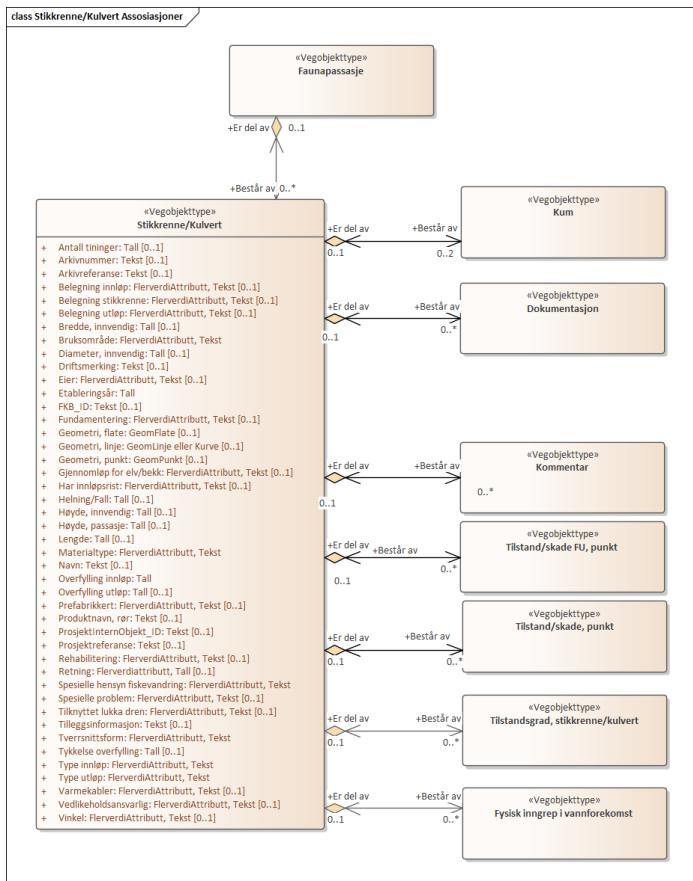 class Stikkrenne/Kulvert Assosiasjoner
«Vegobjekttype»
Faunapassasje
+Er del av 0..1
+Består av 0..*
«Vegobjekttype»
Stikkrenne/Kulvert
+ Antall tininger: Tall [0..1]
+ Arkivnummer: Tekst [0..1]
+ Arkivreferanse: Tekst [0..1]
+ Belegning innløp: FlerverdiAttributt, Tekst [0..1]
+ Belegning stikkrenne: FlerverdiAttributt, Tekst [0..1]
+ Belegning utløp: FlerverdiAttributt, Tekst [0..1]
+ Bredde, innvendig: Tall [0..1]
+ Bruksområde: FlerverdiAttributt, Tekst
+ Diameter, innvendig: Tall [0..1]
+ Driftsmerking: Tekst [0..1]
+ Eier: FlerverdiAttributt, Tekst [0..1]
+ Etableringsår: Tall
+ FKB_ID: Tekst [0..1]
+ Fundamentering: FlerverdiAttributt, Tekst [0..1]
+ Geometri, flate: GeomFlate [0..1]
+ Geometri, linje: GeomLinje eller Kurve [0..1]
+ Geometri, punkt: GeomPunkt [0..1]
+ Gjennomløp for elv/bekk: FlerverdiAttributt, Tekst [0..1]
+ Har innløpsrist: FlerverdiAttributt, Tekst [0..1]
+ Helning/Fall: Tall [0..1]
+ Høyde, innvendig: Tall [0..1]
+ Høyde, passasje: Tall [0..1]
+ Lengde: Tall [0..1]
+ Materialtype: FlerverdiAttributt, Tekst
+ Navn: Tekst [0..1]
+ Overfylling innløp: Tall
+ Overfylling utløp: Tall [0..1]
+ Prefabrikkert: FlerverdiAttributt, Tekst [0..1]
+ Produktnavn, rør: Tekst [0..1]
+ ProsjektInternObjekt_ID: Tekst [0..1]
+ Prosjektreferanse: Tekst [0..1]
+ Rehabilitering: FlerverdiAttributt, Tekst [0..1]
+ Retning: Flerverdiattributt, Tall [0..1]
+ Spesielle hensyn fiskevandring: FlerverdiAttributt, Tekst
+ Spesielle problem: FlerverdiAttributt, Tekst [0..1]
+ Tilknyttet lukka dren: FlerverdiAttributt, Tekst [0..1]
+ Tilleggsinformasjon: Tekst [0..1]
+ Tverrsnittsform: FlerverdiAttributt, Tekst
+ Tykkelse overfylling: Tall [0..1]
+ Type innløp: FlerverdiAttributt, Tekst
+ Type utløp: FlerverdiAttributt, Tekst
+ Varmekabler: FlerverdiAttributt, Tekst [0..1]
+ Vedlikeholdsansvarlig: FlerverdiAttributt, Tekst [0..1]
+ Vinkel: FlerverdiAttributt, Tekst [0..1]
+Er del av +Består av
0..1 0..2
«Vegobjekttype»
Kum
+Er del av +Består av
0..1 0..*
«Vegobjekttype»
Dokumentasjon
+Er del av +Består av
0..1 0..*
«Vegobjekttype»
Kommentar
+Er del av +Består av
0..1 0..*
«Vegobjekttype»
Tilstand/skade FU, punkt
+Er del av +Består av
0..1 0..*
«Vegobjekttype»
Tilstand/skade, punkt
+Er del av +Består av
0..1 0..*
«Vegobjekttype»
Tilstandsgrad, stikkrenne/kulvert
+Er del av +Består av
0..1 0..*
«Vegobjekttype»
Fysisk inngrep i vannforekomst